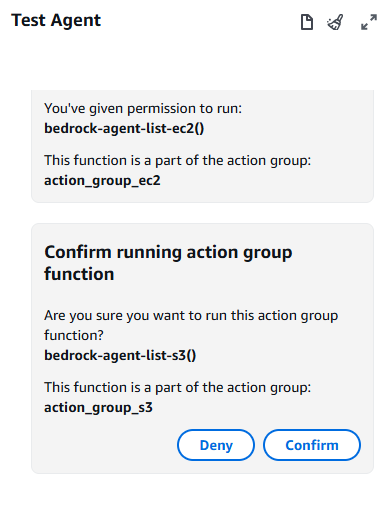 Test Agent
You've given permission to run:
bedrock-agent-list-ec2()
This function is a part of the action group:
action_group_ec2
Confirm running action group
function
Are you sure you want to run this action group
function?
bedrock-agent-list-s3()
This function is a part of the action group:
action_group_s3
Deny
Confirm